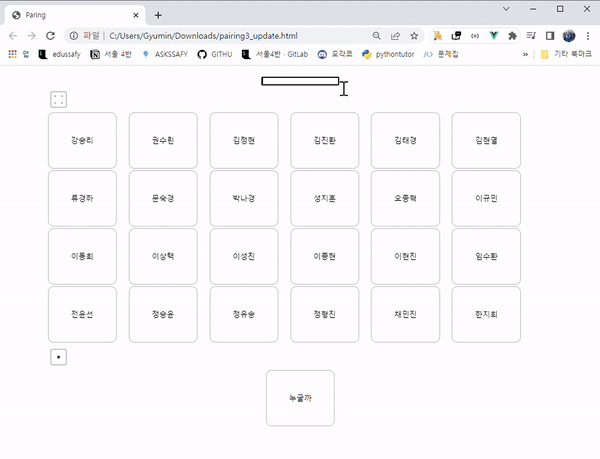 Pairing
파일 | C:/Users/Gyumin/Downloads/pairing3_update.html
앱 edussafy 서울 4반 ASKSSAFY GITHU 서울4반 · GitLab 모각코 pythontutor 문제집 » 기타 북마크
강승리 권수린 김정현 김진환 김태경 김현열
류경하 문숙경 박나경 성지훈 오종혁 이규민
이동희 이상택 이성진 이종현 이현진 임수환
전윤선 정승윤 정유송 정형진 채민진 한지희
누굴까